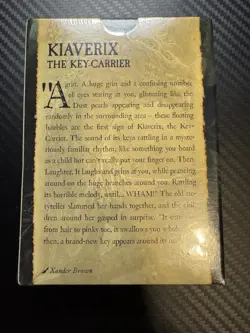 KIAVERIX
THE KEY-CARRIER
"A grin. A huge grin and a confusing number
of eyes staring at you, glistening like the
Dust pearls appearing and disappearing
randomly in the surrounding area – these floating
baubles are the first sign of Kiaverix, the Key-
Carrier. The sound of its keys clanking to a myste-
riously familiar rhythm; like something you heard
as a child but can't really put your finger on. Then,
Laughter. It laughs and grins at you, while prancing
around on the huge branches around you. Rattling
its horrible melody, until... WHAM!" The old sto-
ryteller slammed her hands together, and the chil-
dren around her gasped in surprise. "It
from hair to pinky toe, it swallows you whole
then, a brand-new key appears around its
Xander Brown